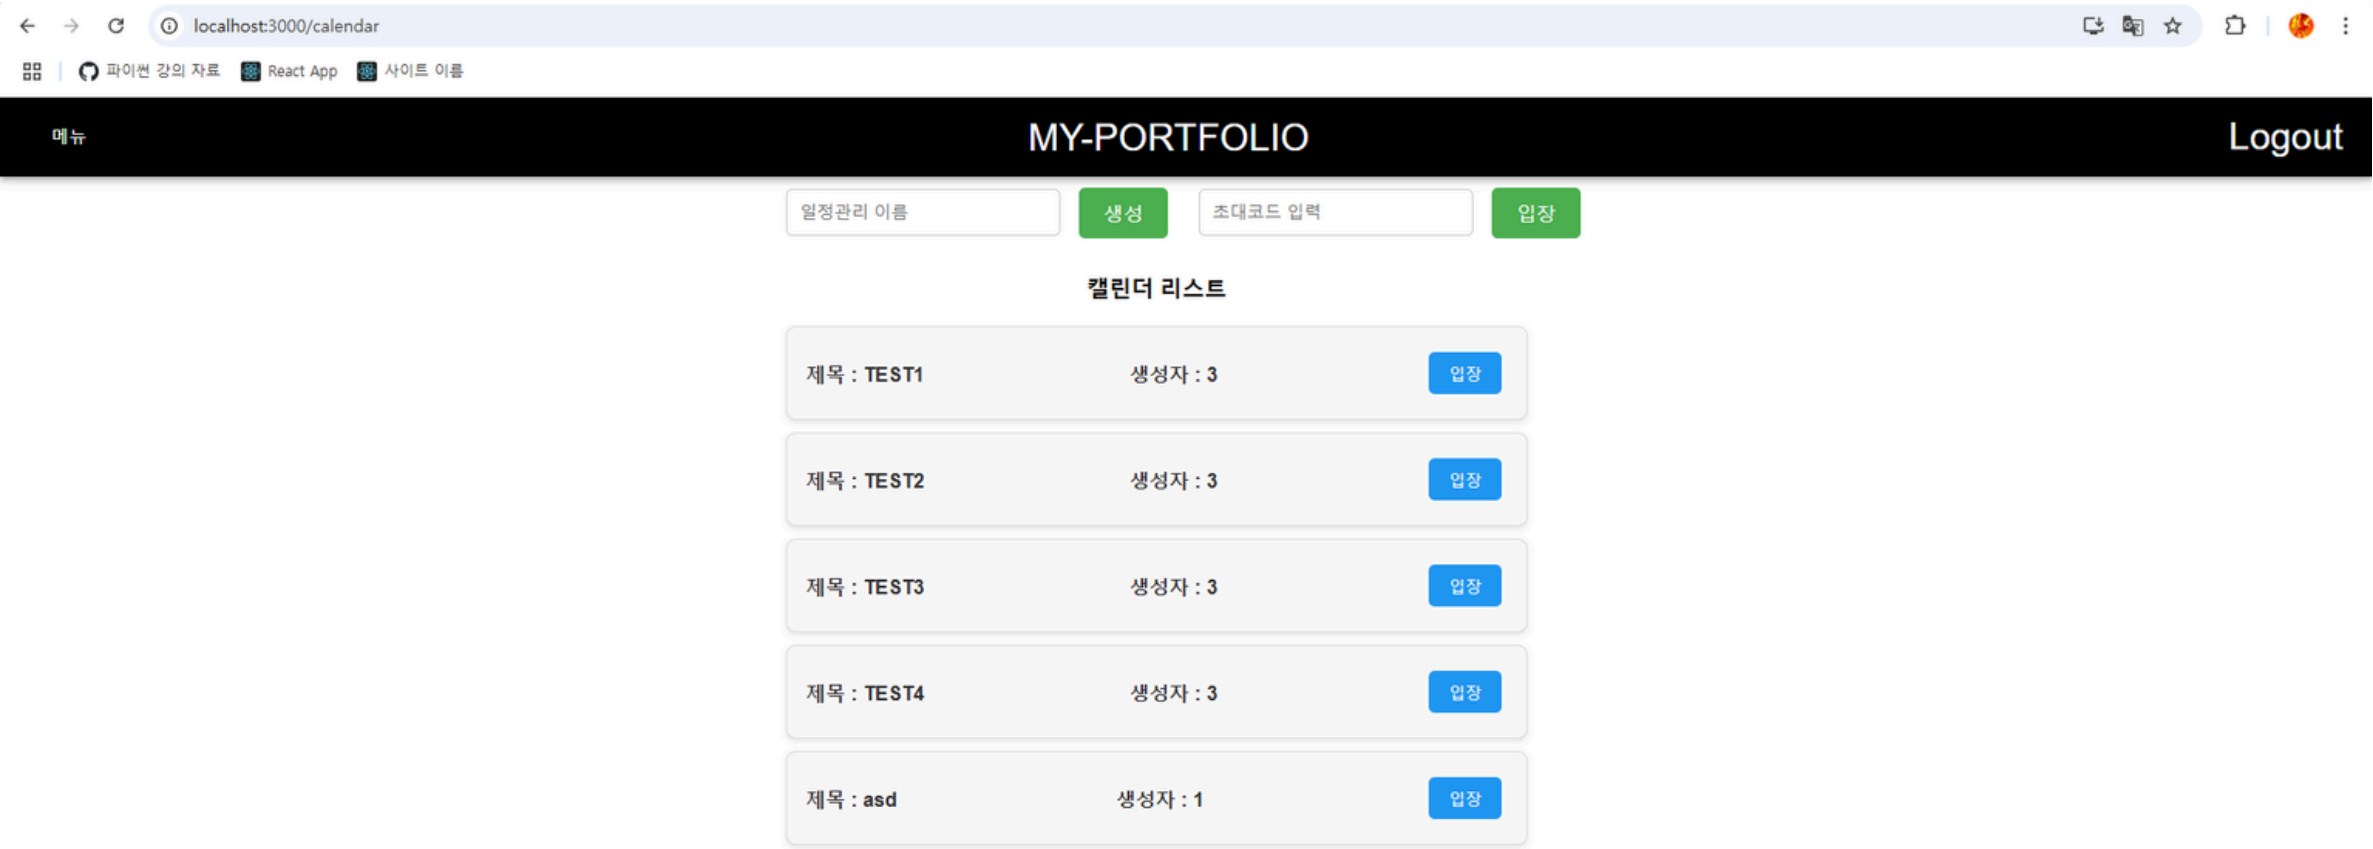 localhost:3000/calendar
파이썬 강의 자료 React App 사이트 이름
메뉴 MY-PORTFOLIO Logout
일정관리 이름 생성 초대코드 입력 입장
캘린더 리스트
제목 : TEST1 생성자 : 3 입장
제목 : TEST2 생성자 : 3 입장
제목 : TEST3 생성자 : 3 입장
제목 : TEST4 생성자 : 3 입장
제목 : asd 생성자 : 1 입장